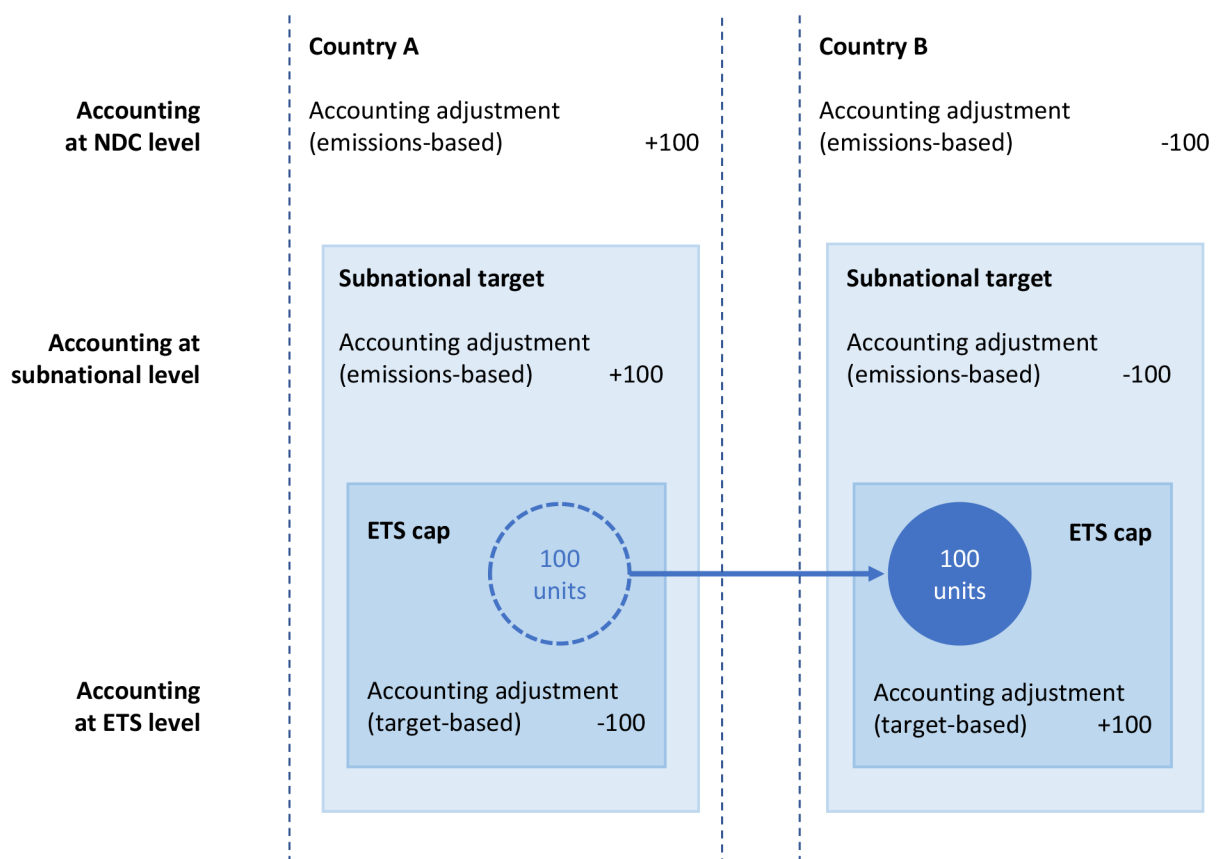 Country A
Country B
Accounting
at NDC level
Accounting adjustment
(emissions-based) +100
Accounting adjustment
(emissions-based) -100
Subnational target
Subnational target
Accounting at
subnational level
Accounting adjustment
(emissions-based) +100
Accounting adjustment
(emissions-based) -100
ETS cap
100
units
100
units
ETS cap
Accounting
at ETS level
Accounting adjustment
(target-based) -100
Accounting adjustment
(target-based) +100